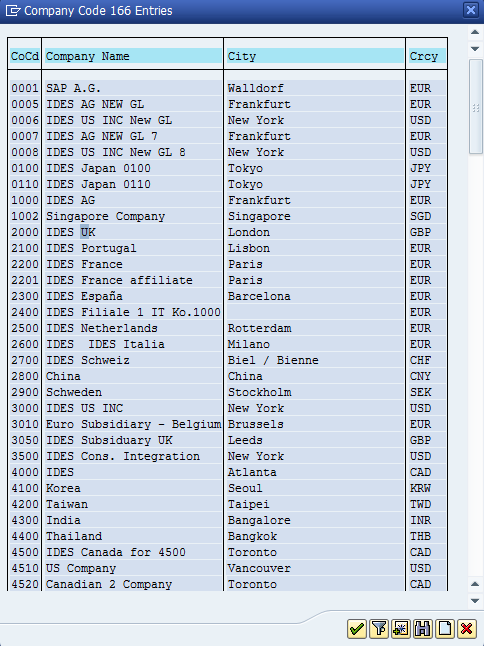 Company Code 166 Entries
CoCd Company Name City Crcy
0001 SAP A.G. Walldorf EUR
0005 IDES AG NEW GL Frankfurt EUR
0006 IDES US INC New GL New York USD
0007 IDES AG NEW GL 7 Frankfurt EUR
0008 IDES US INC New GL 8 New York USD
0100 IDES Japan 0100 Tokyo JPY
0110 IDES Japan 0110 Tokyo JPY
1000 IDES AG Frankfurt EUR
1002 Singapore Company Singapore SGD
2000 IDES UK London GBP
2100 IDES Portugal Lisbon EUR
2200 IDES France Paris EUR
2201 IDES France affiliate Paris EUR
2300 IDES España Barcelona EUR
2400 IDES Filiale 1 IT Ko.1000 EUR
2500 IDES Netherlands Rotterdam EUR
2600 IDES  IDES Italia Milano EUR
2700 IDES Schweiz Biel / Bienne CHF
2800 China China CNY
2900 Schweden Stockholm SEK
3000 IDES US INC New York USD
3010 Euro Subsidiary - Belgium Brussels EUR
3050 IDES Subsiduary UK Leeds GBP
3500 IDES Cons. Integration New York USD
4000 IDES Atlanta CAD
4100 Korea Seoul KRW
4200 Taiwan Taipei TWD
4300 India Bangalore INR
4400 Thailand Bangkok THB
4500 IDES Canada for 4500 Toronto CAD
4510 US Company Vancouver USD
4520 Canadian 2 Company Toronto CAD